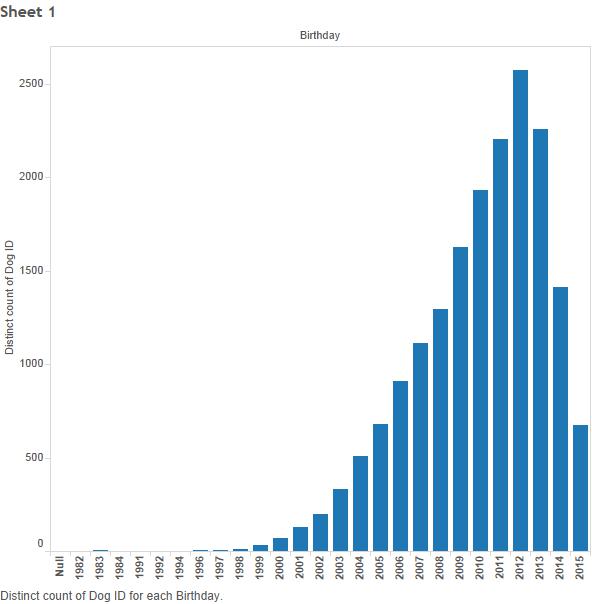 Sheet 1
Birthday
2500
2000
1500
1000
500
0
Distinct count of Dog ID
Null 1982 1983 1984 1991 1992 1994 1996 1997 1998 1999 2000 2001 2002 2003 2004 2005 2006 2007 2008 2009 2010 2011 2012 2013 2014 2015
Distinct count of Dog ID for each Birthday.